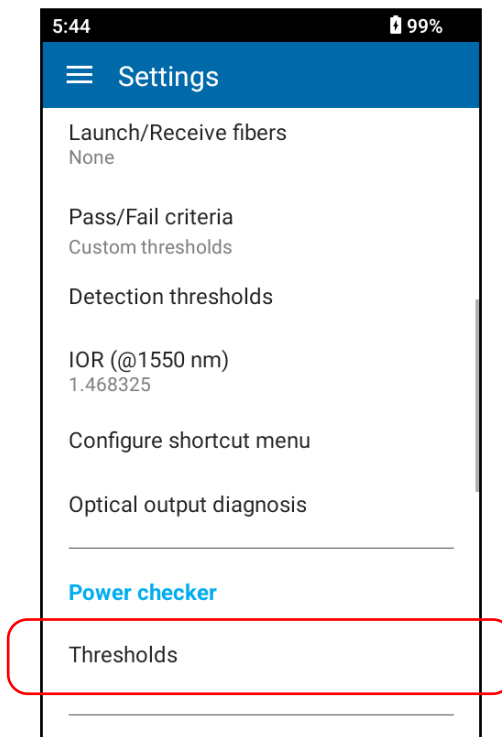 5:44 99%
Settings
Launch/Receive fibers
None
Pass/Fail criteria
Custom thresholds
Detection thresholds
IOR (@1550 nm)
1.468325
Configure shortcut menu
Optical output diagnosis
Power checker
Thresholds